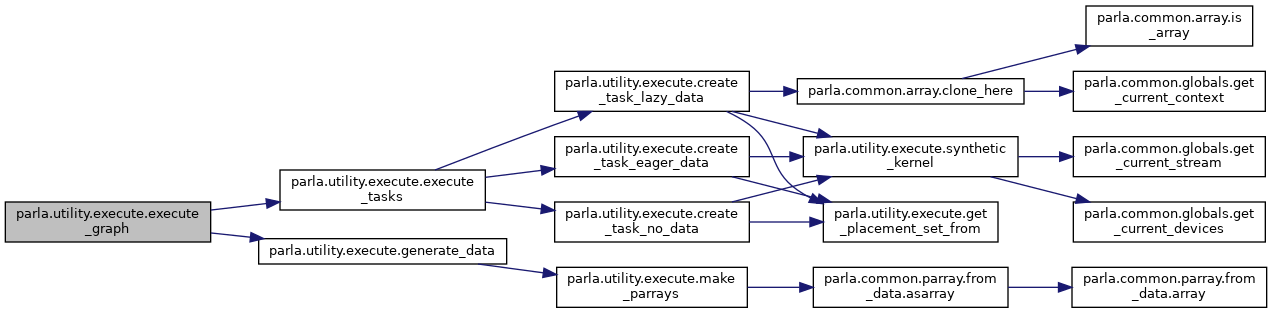 parla.utility.execute.execute
_graph
parla.utility.execute.execute
_tasks
parla.utility.execute.generate_data
parla.utility.execute.create
_task_lazy_data
parla.utility.execute.create
_task_eager_data
parla.utility.execute.create
_task_no_data
parla.utility.execute.make
_parrays
parla.common.array.clone_here
parla.utility.execute.synthetic
_kernel
parla.utility.execute.get
_placement_set_from
parla.common.parray.from
_data.asarray
parla.common.array.is
_array
parla.common.globals.get
_current_context
parla.common.globals.get
_current_stream
parla.common.globals.get
_current_devices
parla.common.parray.from
_data.array